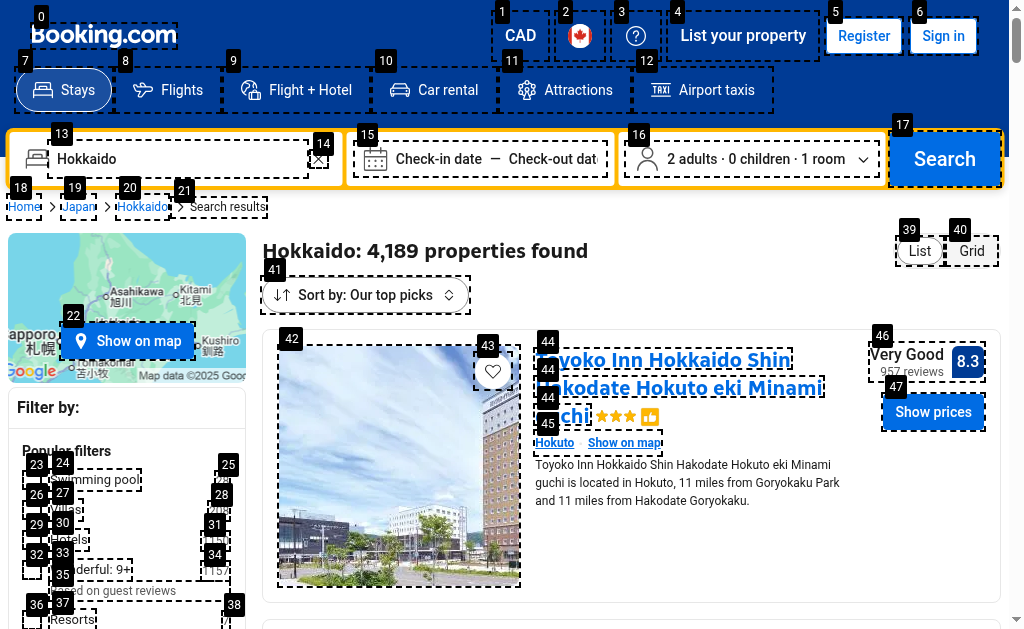 Booking.com
CAD
List your property
Register
Sign in
Stays
Flights
Flight + Hotel
Car rental
Attractions
Airport taxis
Hokkaido
Check-in date — Check-out dat
2 adults · 0 children · 1 room
Search
Home > Japan > Hokkaido > Search results
Hokkaido: 4,189 properties found
List
Grid
Sort by: Our top picks
Asahikawa
旭川
Kitami
北見
Sapporo
札幌
Kushiro
釧路
Tomakomai
苫小牧
Show on map
Google
Map data ©2025 Goog
Filter by:
Popular filters
Swimming pool
Villas
Hotels
Wonderful: 9+
1157
Based on guest reviews
Resorts
Toyoko Inn Hokkaido Shin
Hakodate Hokuto eki Minami
guchi
Hokuto
Show on map
Toyoko Inn Hokkaido Shin Hakodate Hokuto eki Minami
guchi is located in Hokuto, 11 miles from Goryokaku Park
and 11 miles from Hakodate Goryokaku.
Very Good
957 reviews
8.3
Show prices
0
1
2
3
4
5
6
7
8
9
10
11
12
13
14
15
16
17
18
19
20
21
22
23
24
25
26
27
28
29
30
31
32
33
34
35
36
37
38
39
40
41
42
43
44
44
44
45
46
47